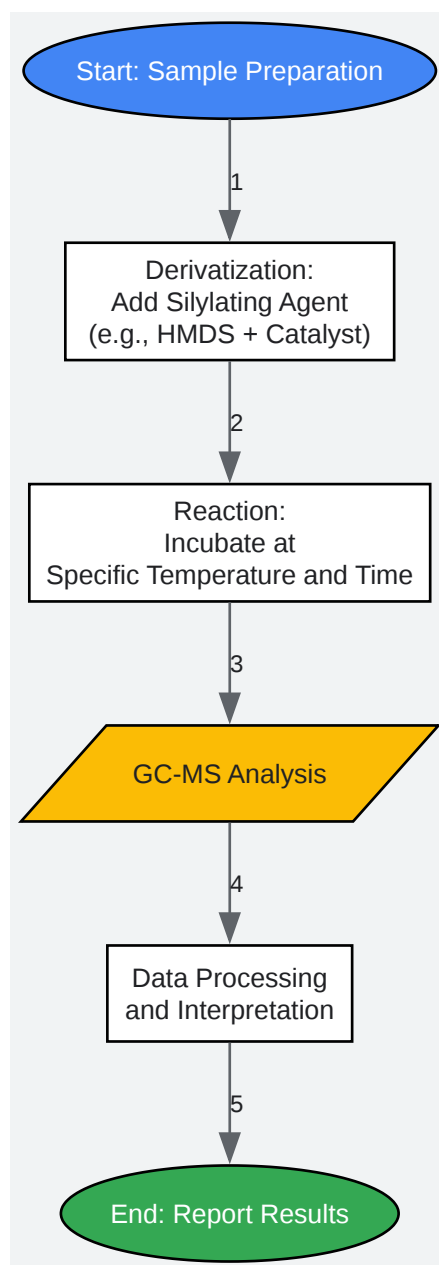 Start: Sample Preparation
1
Derivatization:
Add Silylating Agent
(e.g., HMDS + Catalyst)
2
Reaction:
Incubate at
Specific Temperature and Time
3
GC-MS Analysis
4
Data Processing
and Interpretation
5
End: Report Results